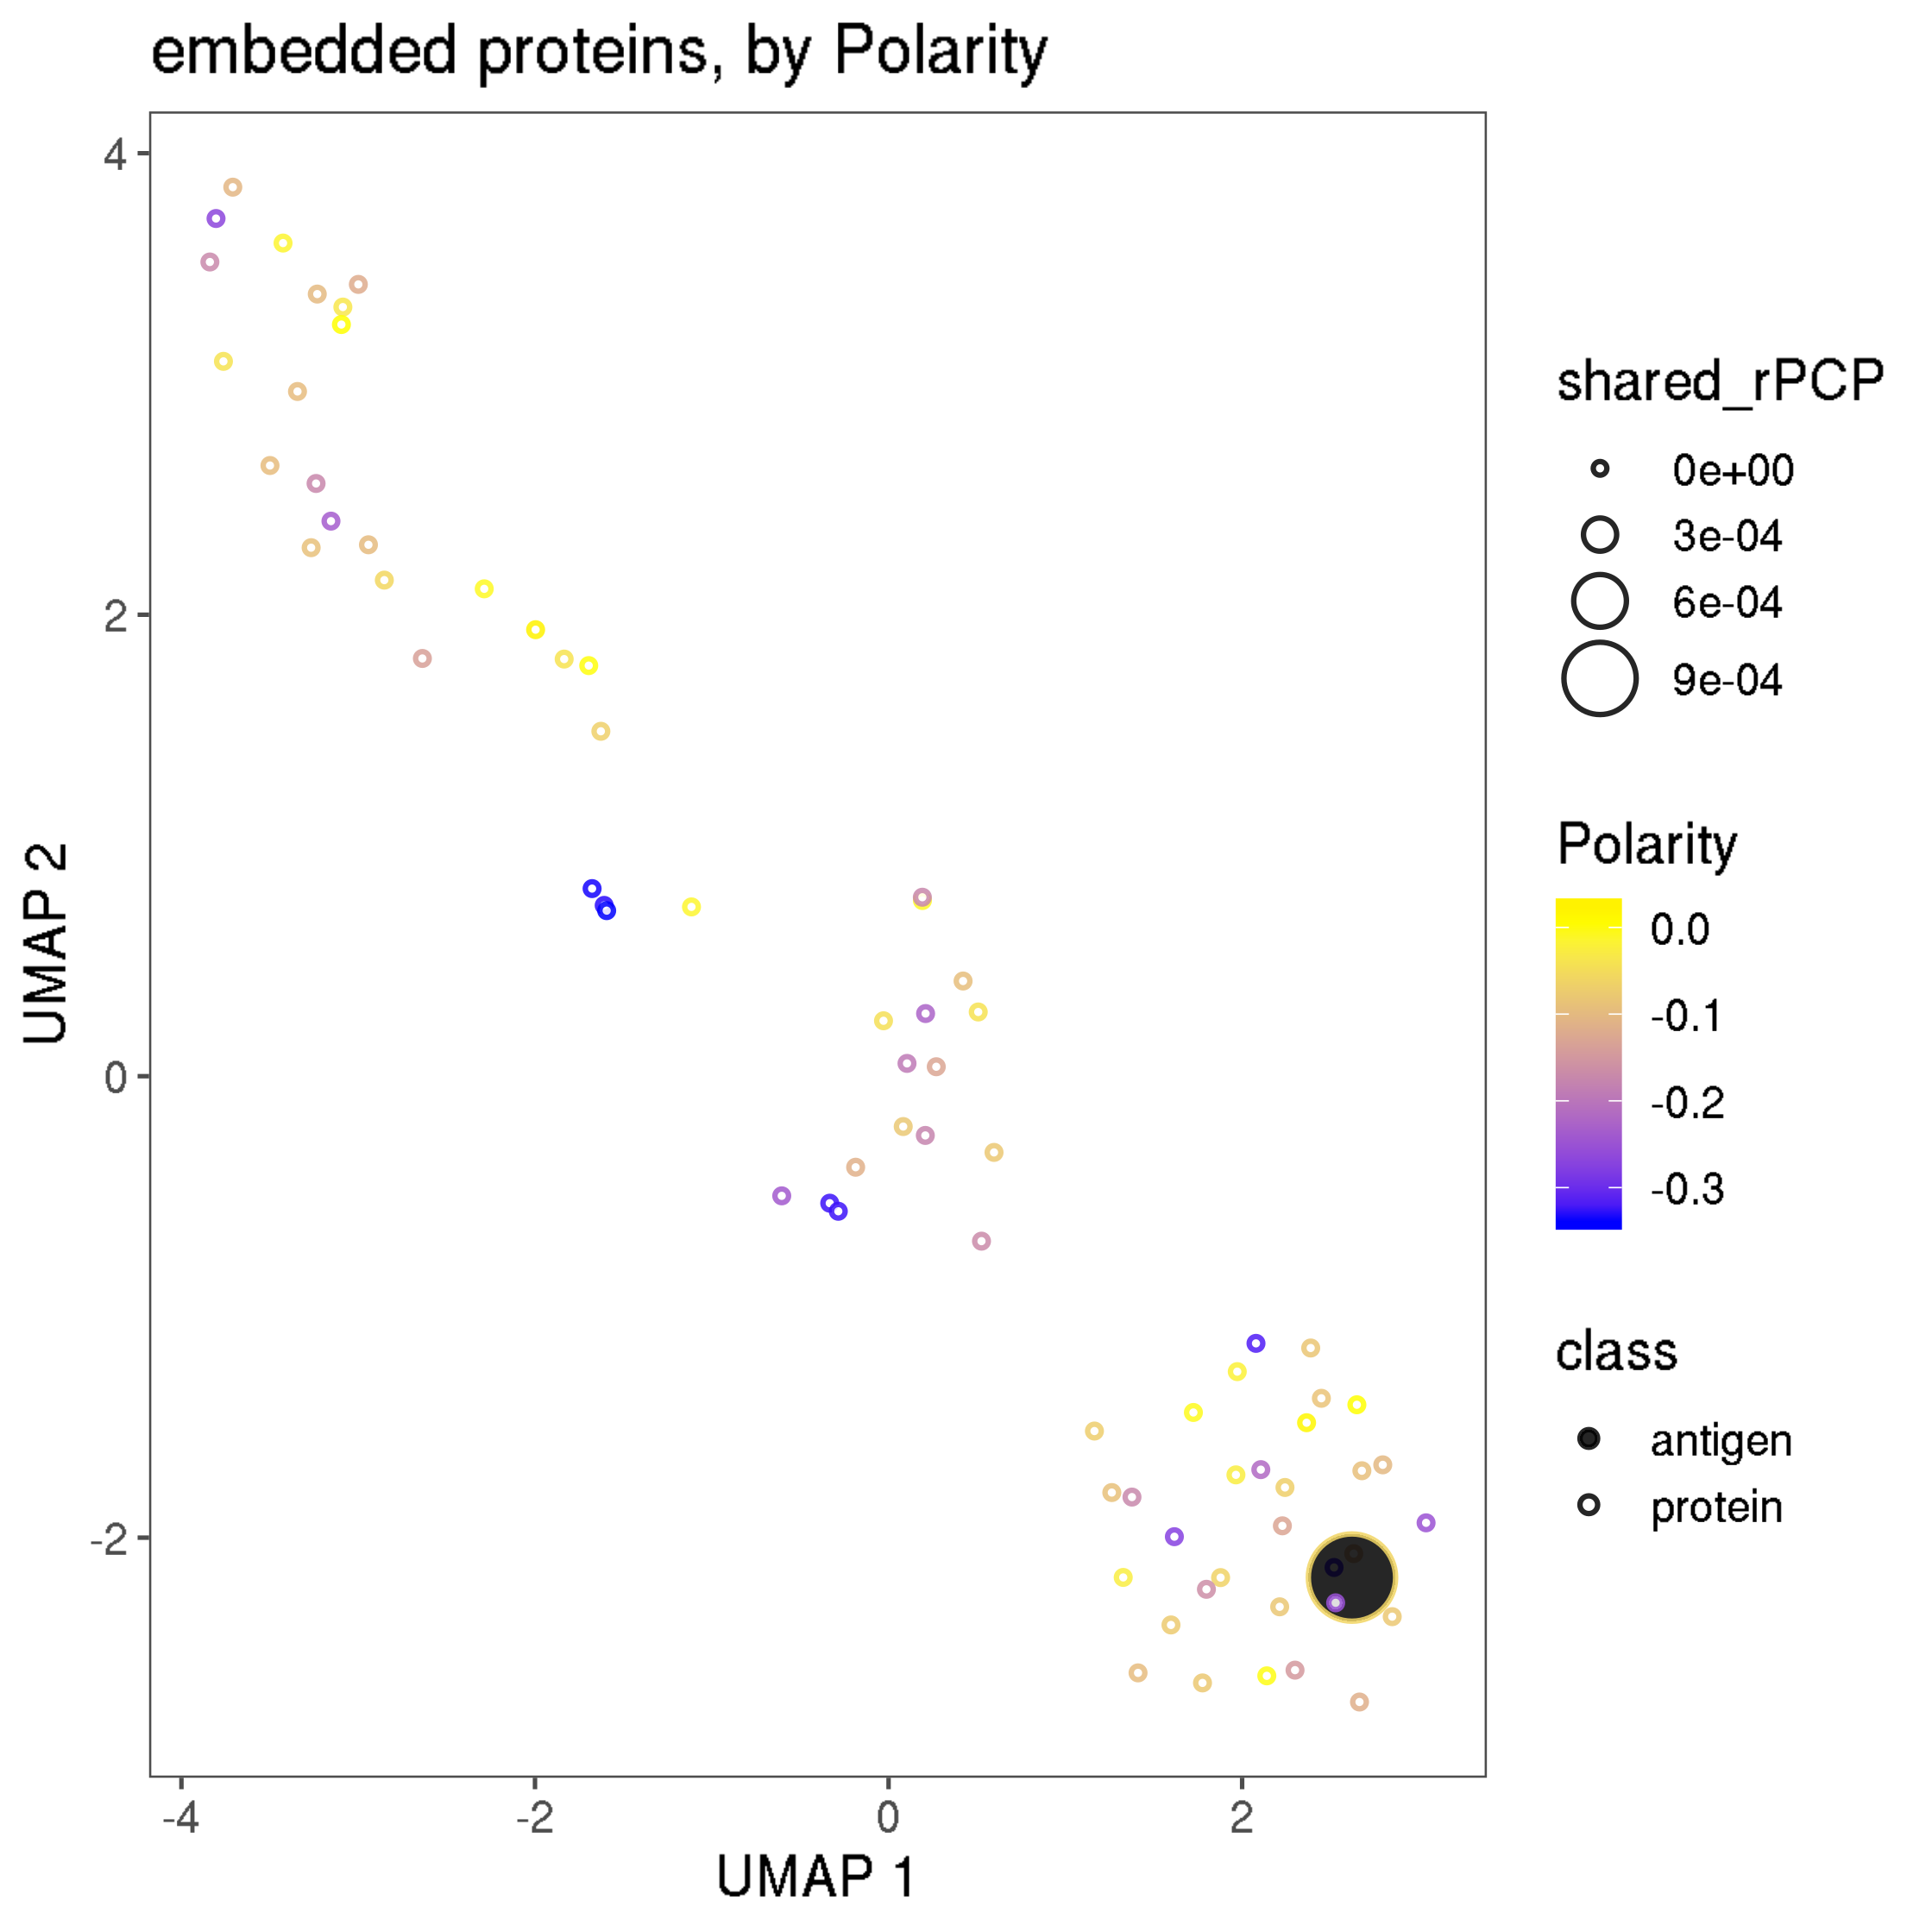 embedded proteins, by Polarity
4
2
0
-2
UMAP 2
-4
-2
0
2
UMAP 1
shared_rPCP
0e+00
3e-04
6e-04
9e-04
Polarity
0.0
-0.1
-0.2
-0.3
class
antigen
protein